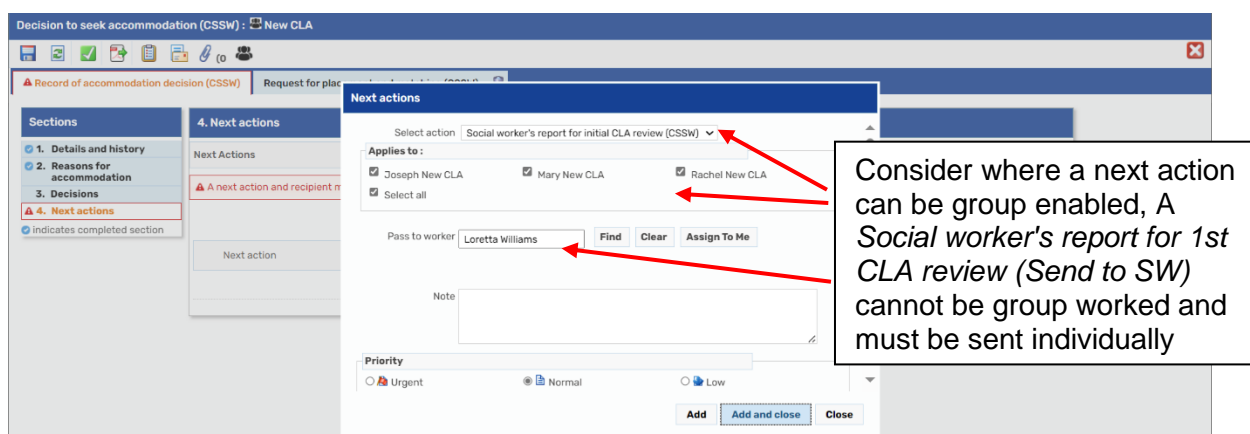 Decision to seek accommodation (CSSW) : New CLA
(0
Record of accommodation decision (CSSW)
Request for plac
Sections
1. Details and history
2. Reasons for
accommodation
3. Decisions
4. Next actions
indicates completed section
4. Next actions
Next Actions
A next action and recipient m
Next action
Next actions
Select action Social worker's report for initial CLA review (CSSW)
Applies to :
Joseph New CLA Mary New CLA Rachel New CLA
Select all
Pass to worker Loretta Williams Find Clear Assign To Me
Note
Priority
Urgent Normal Low
Add Add and close Close
Consider where a next action
can be group enabled, A
Social worker's report for 1st
CLA review (Send to SW)
cannot be group worked and
must be sent individually